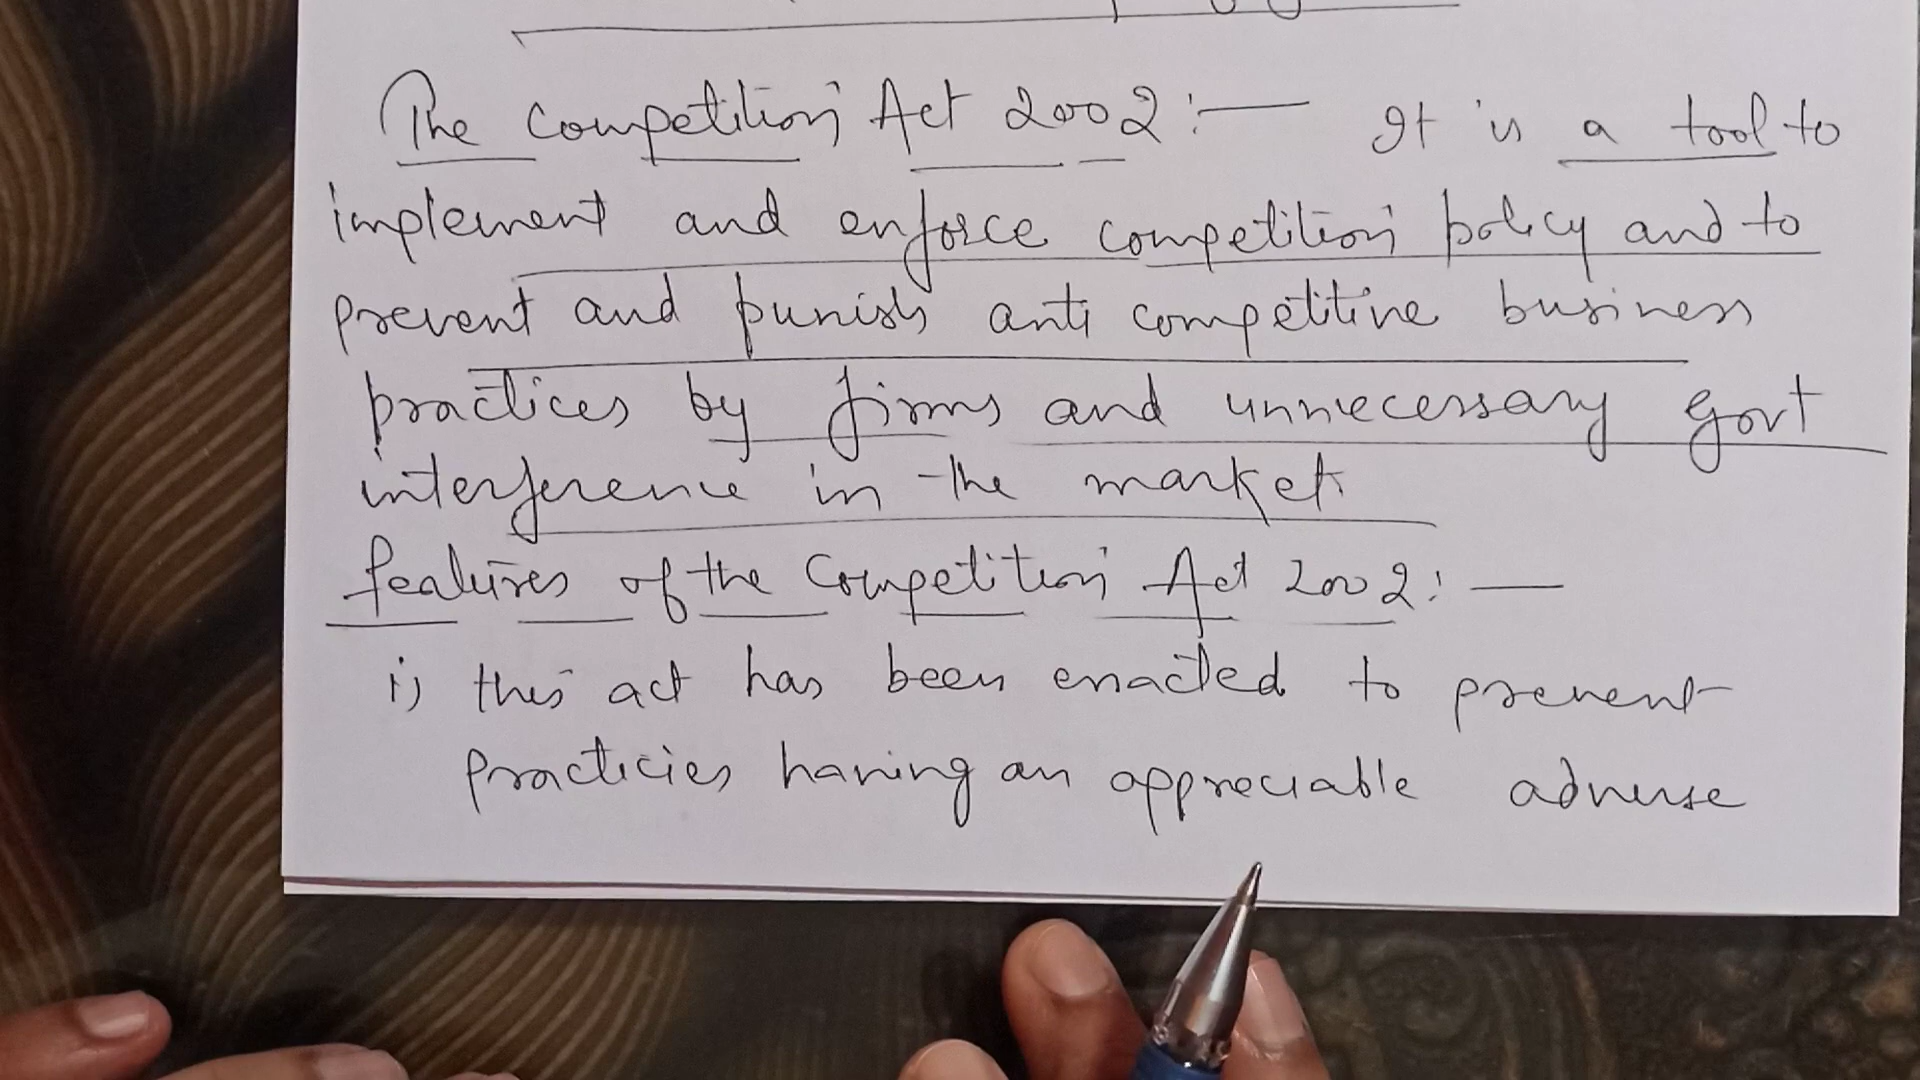 The Competition Act 2002:— It is a tool to
implement and enforce competition policy and to
prevent and punish anti competitive business
practices by firms and unnecessary govt
interference in the market.
features of the Competition Act 2002:—
i) this act has been enacted to prevent
practicies having an appreciable adverse